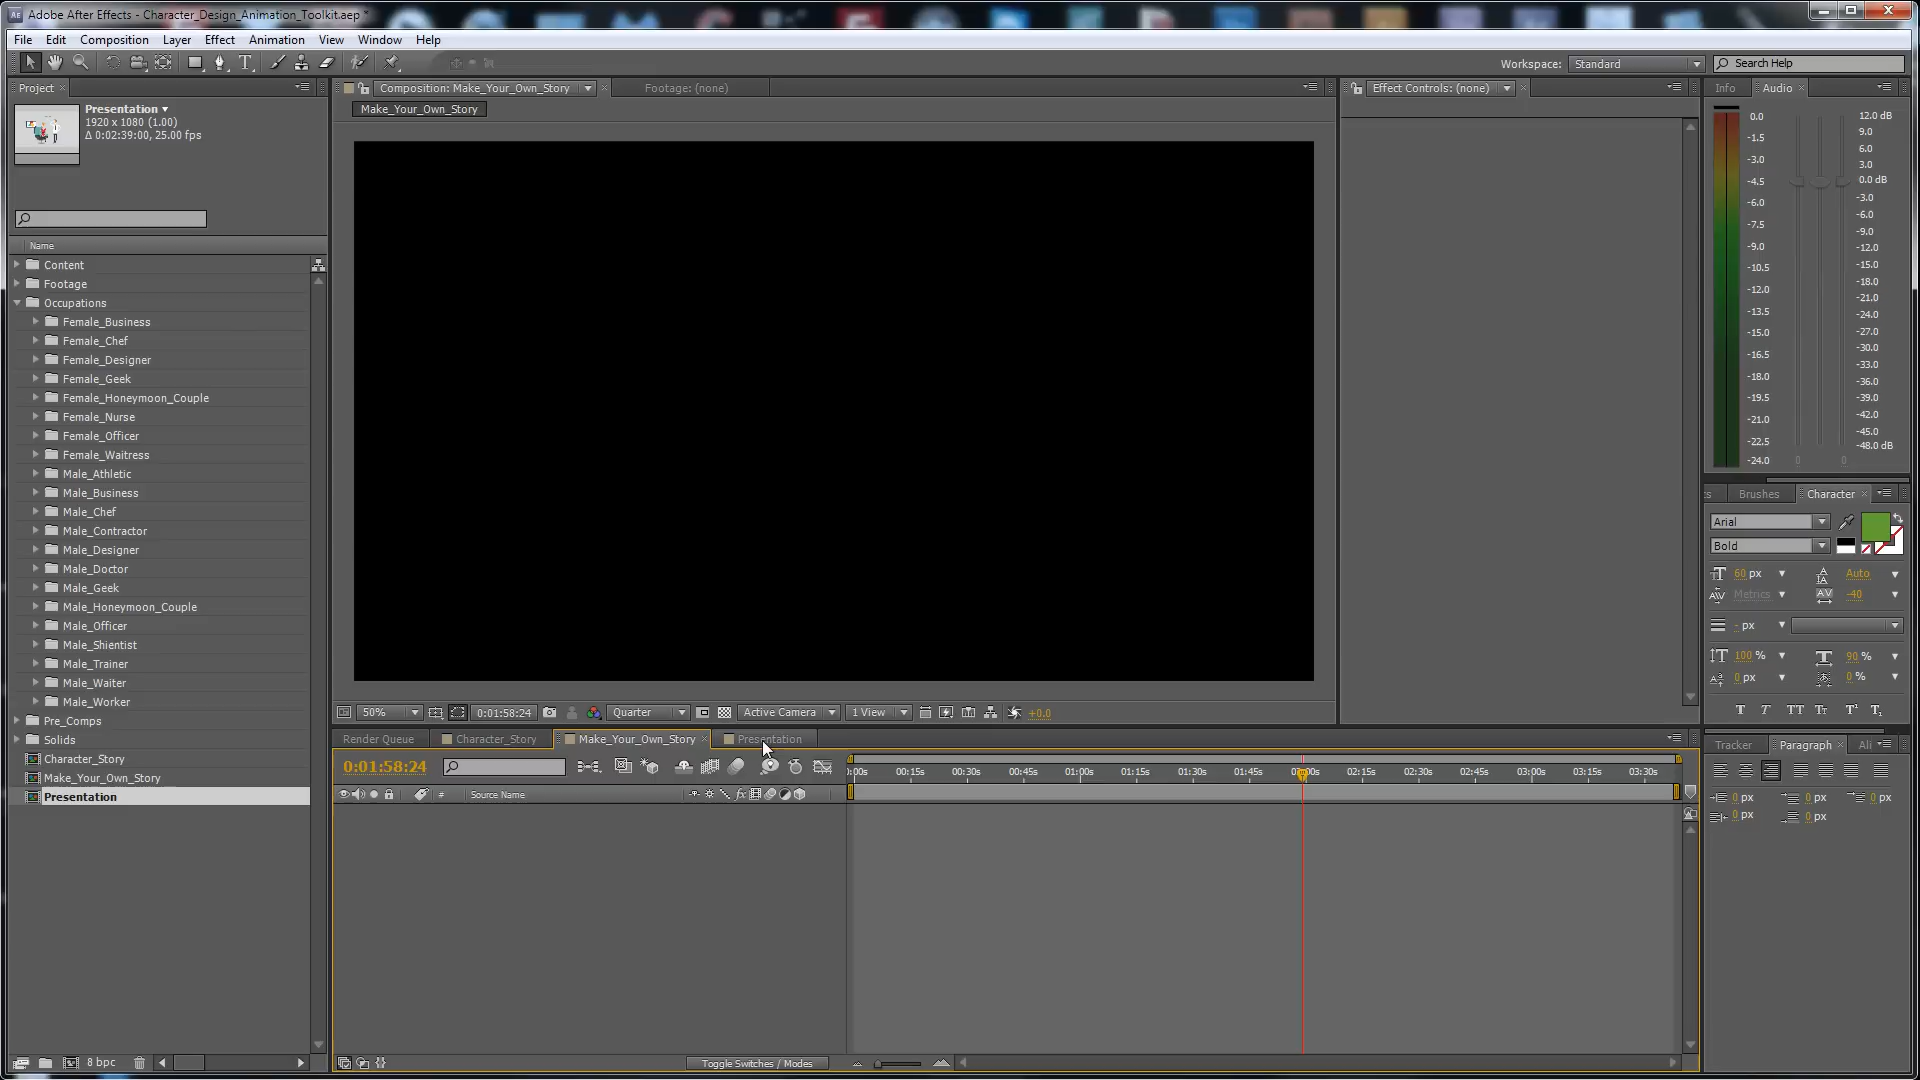 Adobe After Effects - Character_Design_Animation_Toolkit.aep *
File Edit Composition Layer Effect Animation View Window Help
Workspace: Standard
Search Help
Project
Presentation
1920 x 1080 (1.00)
Δ 0:02:39:00, 25.00 fps
Name
Content
Footage
Occupations
Female_Business
Female_Chef
Female_Designer
Female_Geek
Female_Honeymoon_Couple
Female_Nurse
Female_Officer
Female_Waitress
Male_Athletic
Male_Business
Male_Chef
Male_Contractor
Male_Designer
Male_Doctor
Male_Geek
Male_Honeymoon_Couple
Male_Officer
Male_Shientist
Male_Trainer
Male_Waiter
Male_Worker
Pre_Comps
Solids
Character_Story
Make_Your_Own_Story
Presentation
8 bpc
Composition: Make_Your_Own_Story
Footage: (none)
Make_Your_Own_Story
50% 0:01:58:24 Quarter Active Camera 1 View +0.0
Effect Controls: (none)
Info Audio
0.0
-1.5
-3.0
-4.5
-6.0
-7.5
-9.0
-10.5
-12.0
-13.5
-15.0
-16.5
-18.0
-19.5
-21.0
-22.5
-24.0
12.0 dB
9.0
6.0
3.0
0.0 dB
-3.0
-6.0
-9.0
-12.0
-15.0
-18.0
-21.0
-24.0
-27.0
-30.0
-33.0
-36.0
-39.0
-42.0
-45.0
-48.0 dB
0 0
Brushes Character
Arial
Bold
60 px Auto
Metrics -40
- px
100 % 90 %
0 px 0 %
Tracker Paragraph Ali
0 px 0 px 0 px
0 px 0 px
Render Queue Character_Story Make_Your_Own_Story Presentation
0:01:58:24
# Source Name
00:15s 00:30s 00:45s 01:00s 01:15s 01:30s 01:45s 02:15s 02:30s 02:45s 03:00s 03:15s 03:30s
Toggle Switches / Modes